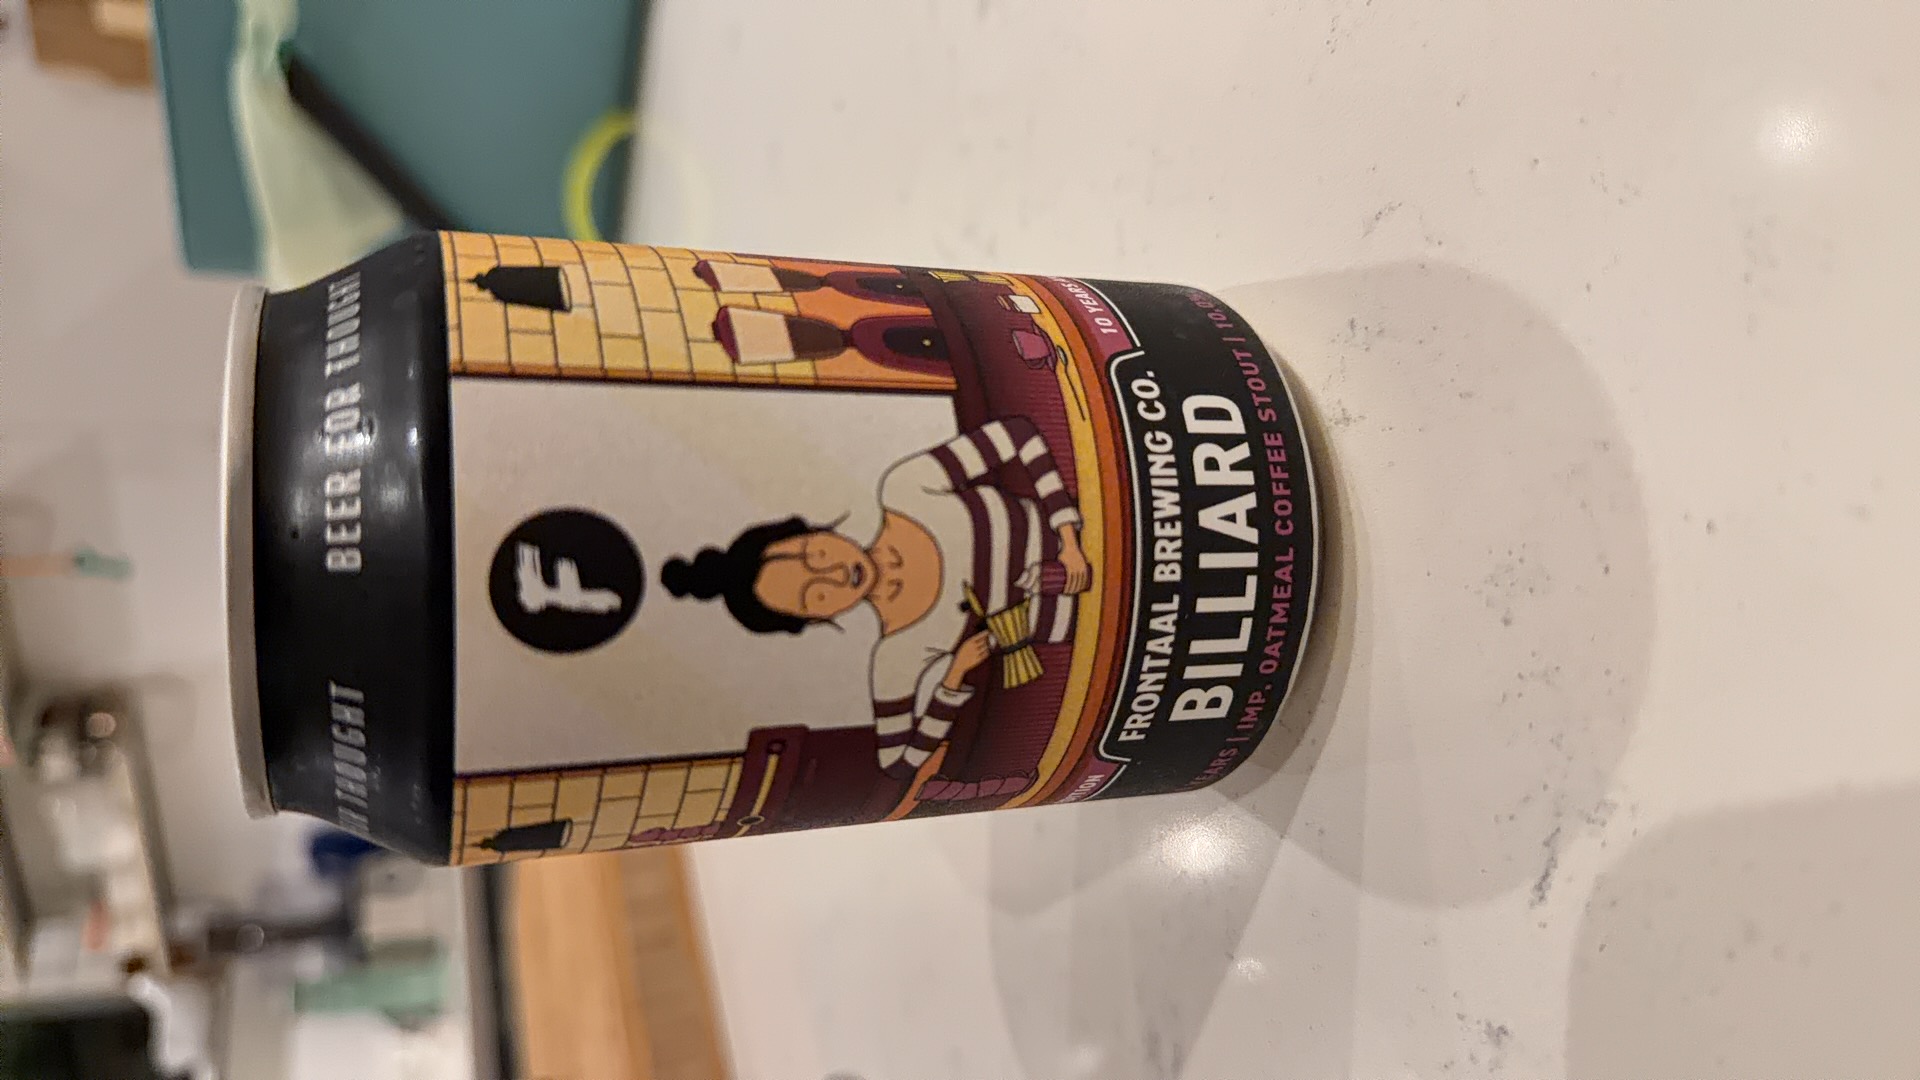 BEER FOR THOUGHT
THOUGHT
F
10 YEARS
FRONTAAL BREWING CO.
BILLIARD
IMP. OATMEAL COFFEE STOUT |